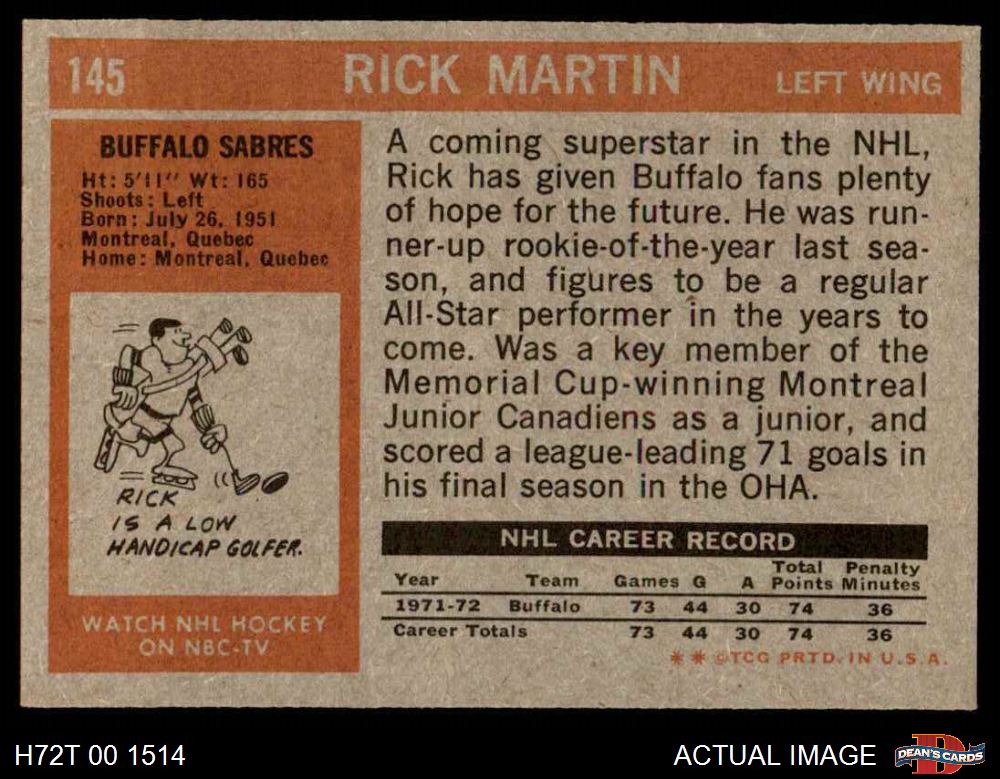 145 RICK MARTIN LEFT WING
BUFFALO SABRES
Ht: 5'11" Wt: 165
Shoots: Left
Born: July 26, 1951
Montreal, Quebec
Home: Montreal, Quebec
RICK
IS A LOW
HANDICAP GOLFER.
WATCH NHL HOCKEY
ON NBC-TV
A coming superstar in the NHL,
Rick has given Buffalo fans plenty
of hope for the future. He was run-
ner-up rookie-of-the-year last sea-
son, and figures to be a regular
All-Star performer in the years to
come. Was a key member of the
Memorial Cup-winning Montreal
Junior Canadiens as a junior, and
scored a league-leading 71 goals in
his final season in the OHA.
NHL CAREER RECORD
Year Team Games G A Total Points Penalty Minutes
1971-72 Buffalo 73 44 30 74 36
Career Totals 73 44 30 74 36
* * ©TCG PRTD. IN U.S.A.
H72T 00 1514
ACTUAL IMAGE
DEAN'S CARDS